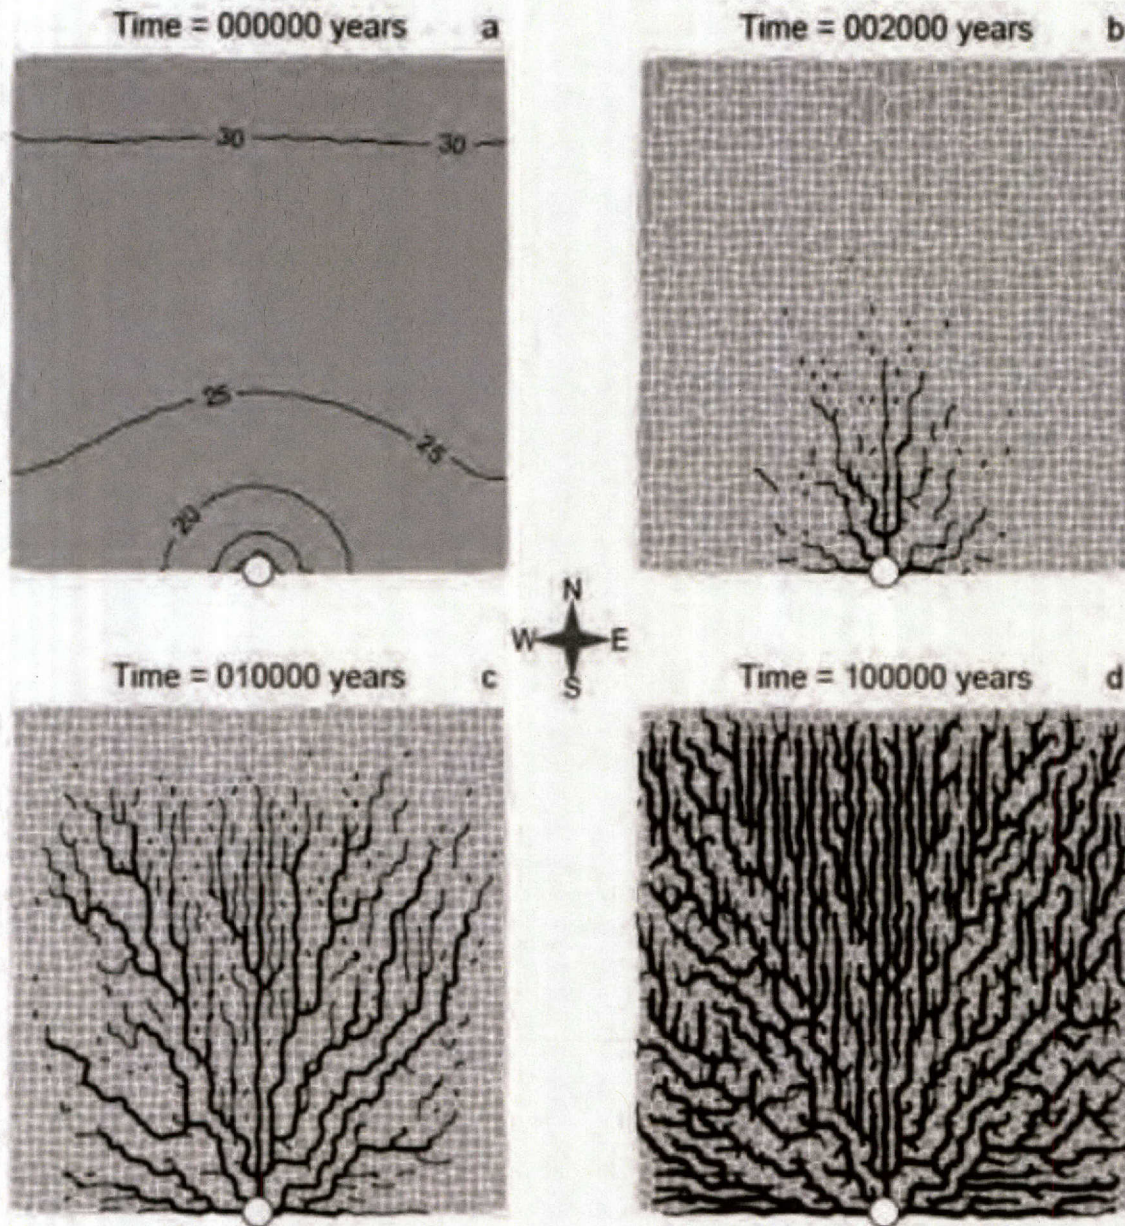 Time = 000000 years a
Time = 002000 years b
30 30
25
25
20
N
W E
S
Time = 010000 years c
Time = 100000 years d